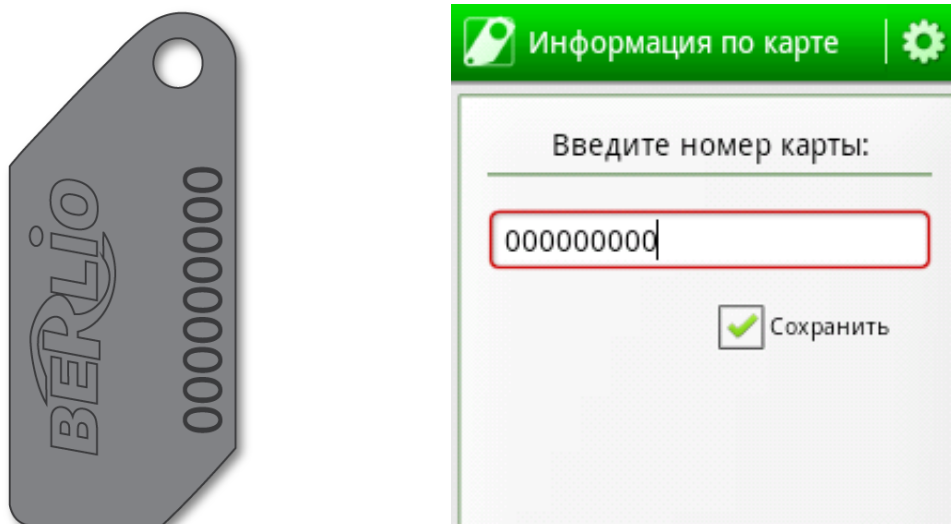 BERLiO
000000000
Информация по карте
Введите номер карты:
000000000
Сохранить